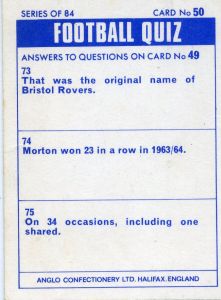 SERIES OF 84 CARD No 50
FOOTBALL QUIZ
ANSWERS TO QUESTIONS ON CARD No 49
73
That was the original name of
Bristol Rovers.
74
Morton won 23 in a row in 1963/64.
75
On 34 occasions, including one
shared.
ANGLO CONFECTIONERY LTD. HALIFAX. ENGLAND